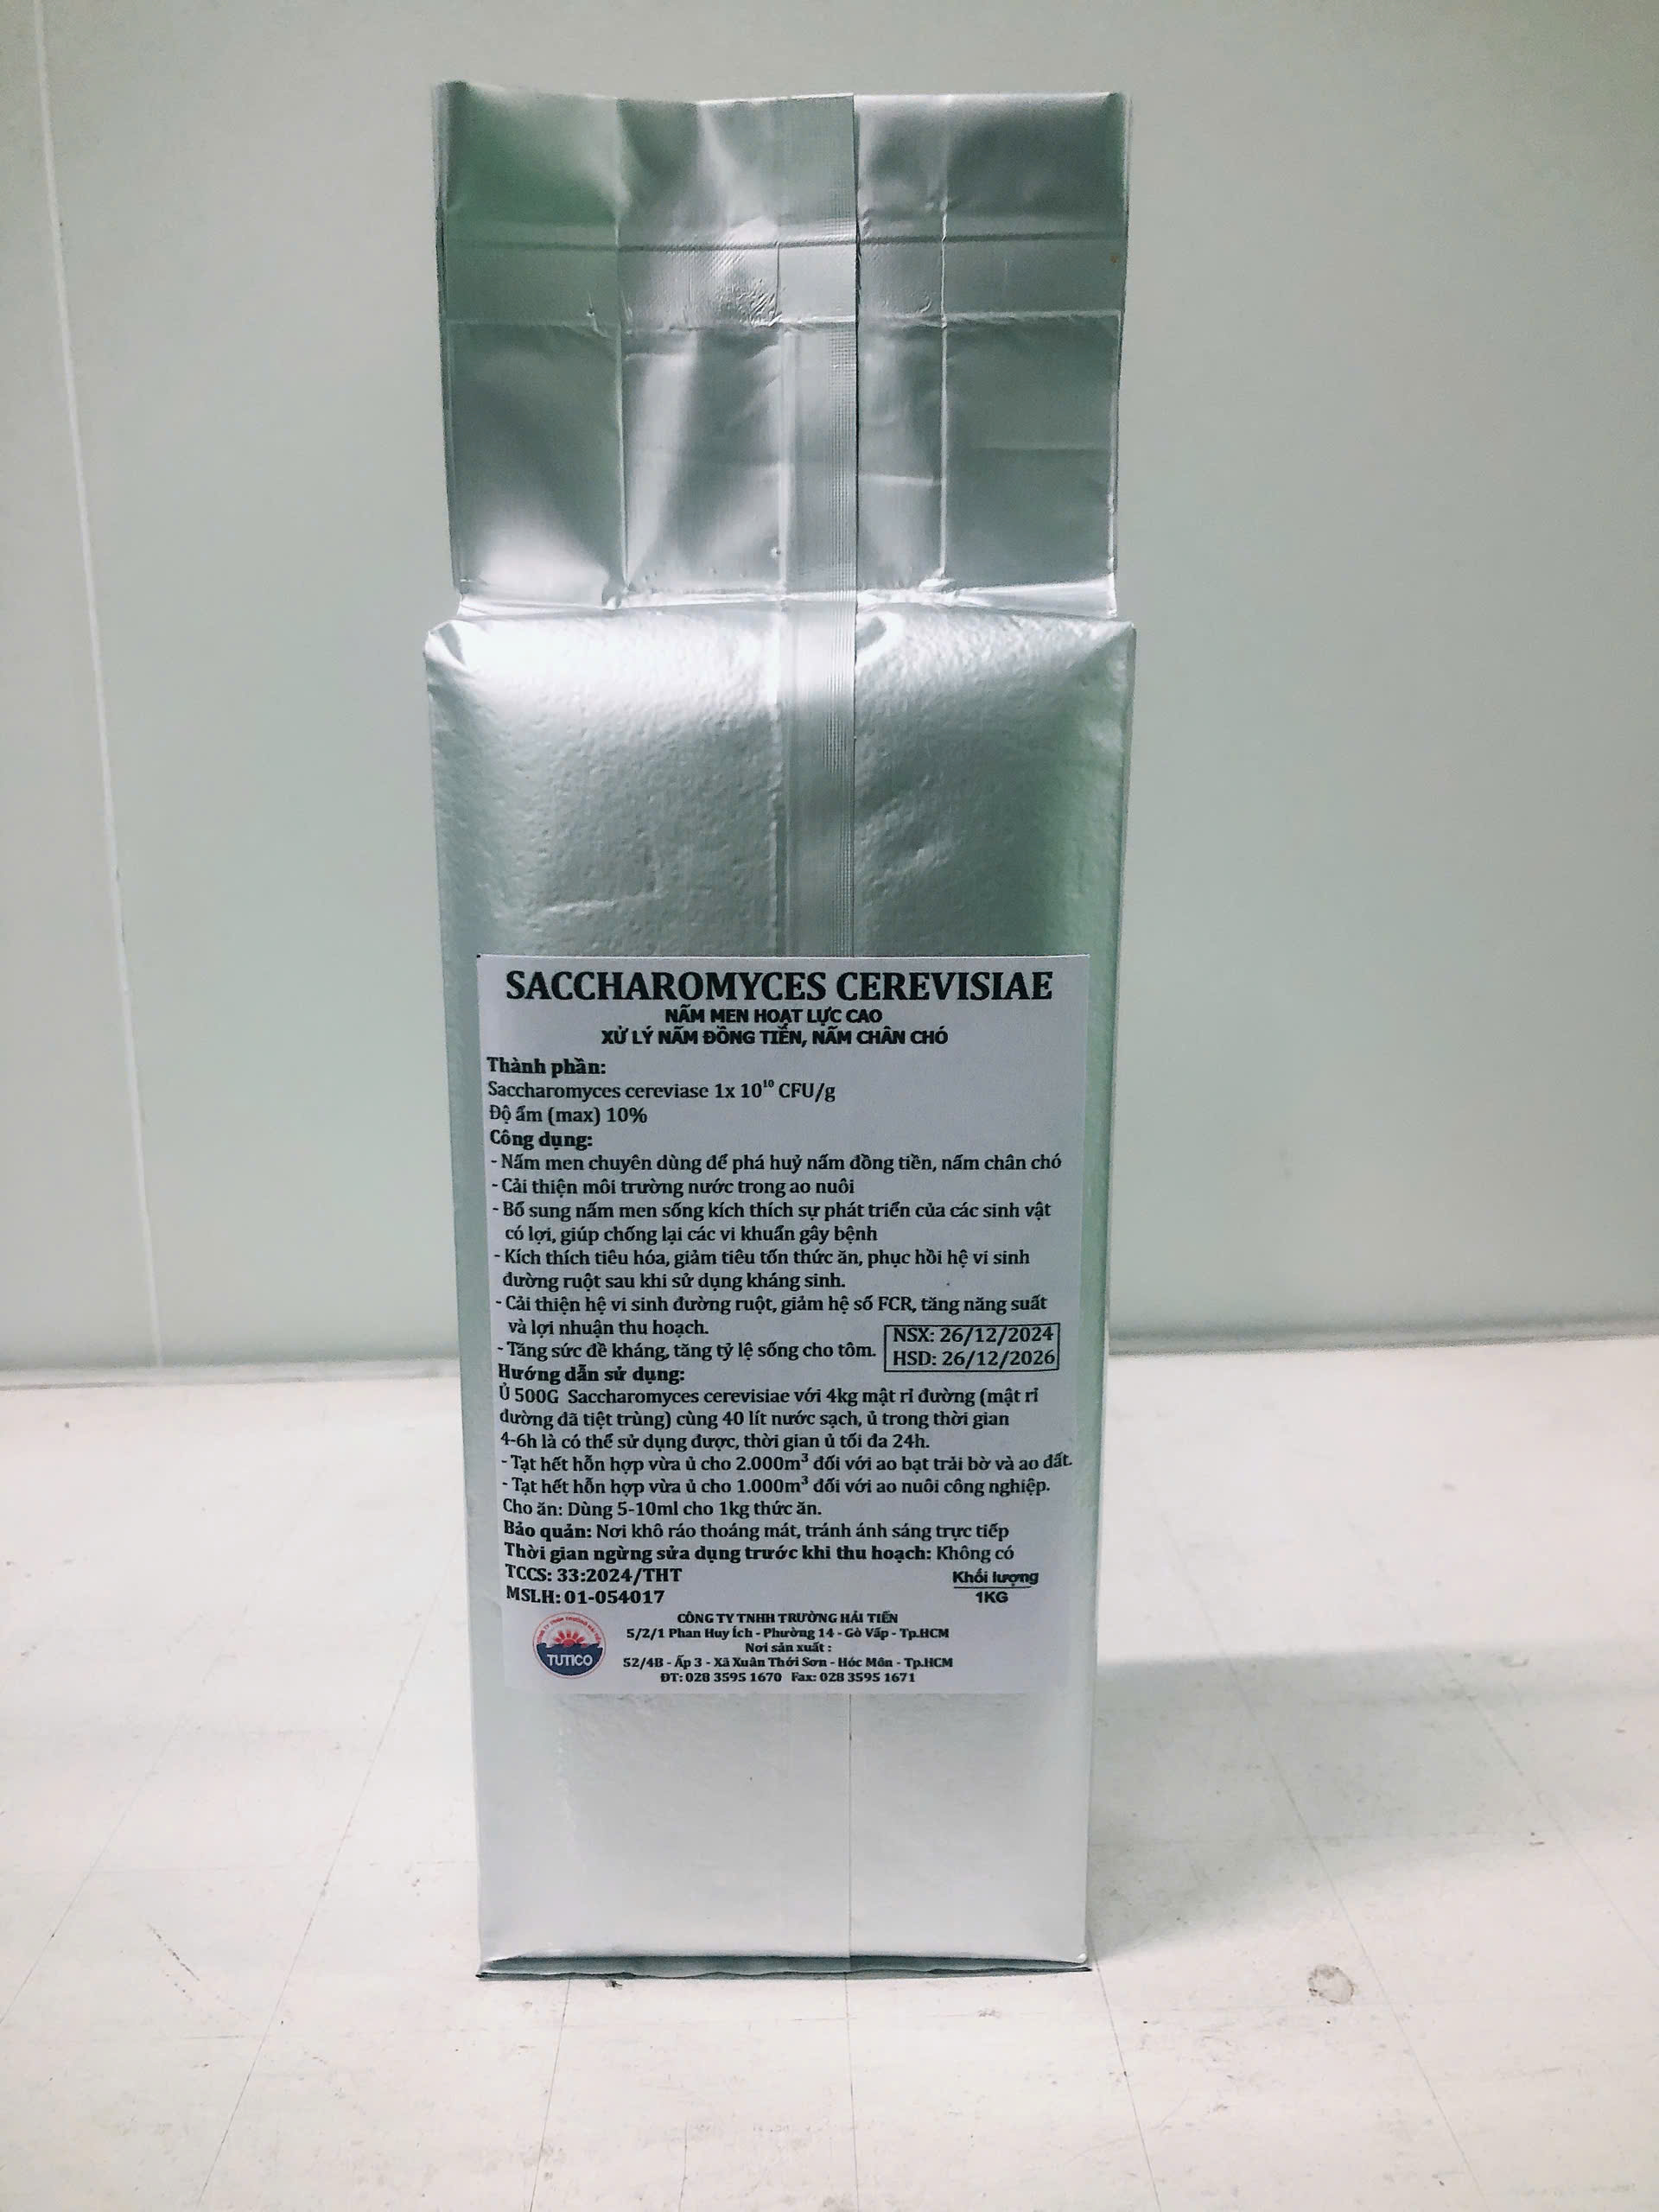 SACCHAROMYCES CEREVISIAE
NẤM MEN HOẠT LỰC CAO
XỬ LÝ NẤM ĐỒNG TIỀN, NẤM CHÂN CHÓ
Thành phần:
Saccharomyces cereviase 1x 10¹⁰ CFU/g
Độ ẩm (max) 10%
Công dụng:
- Nấm men chuyên dùng để phá huỷ nấm đồng tiền, nấm chân chó
- Cải thiện môi trường nước trong ao nuôi
- Bổ sung nấm men sống kích thích sự phát triển của các sinh vật
có lợi, giúp chống lại các vi khuẩn gây bệnh
- Kích thích tiêu hóa, giảm tiêu tốn thức ăn, phục hồi hệ vi sinh
đường ruột sau khi sử dụng kháng sinh.
- Cải thiện hệ vi sinh đường ruột, giảm hệ số FCR, tăng năng suất
và lợi nhuận thu hoạch.
- Tăng sức đề kháng, tăng tỷ lệ sống cho tôm.
NSX: 26/12/2024
HSD: 26/12/2026
Hướng dẫn sử dụng:
Ủ 500G Saccharomyces cerevisiae với 4kg mật rỉ đường (mật rỉ
đường đã tiệt trùng) cùng 40 lít nước sạch, ủ trong thời gian
4-6h là có thể sử dụng được, thời gian ủ tối đa 24h.
- Tạt hết hỗn hợp vừa ủ cho 2.000m³ đối với ao bạt trải bờ và ao đất.
- Tạt hết hỗn hợp vừa ủ cho 1.000m³ đối với ao nuôi công nghiệp.
Cho ăn: Dùng 5-10ml cho 1kg thức ăn.
Bảo quản: Nơi khô ráo thoáng mát, tránh ánh sáng trực tiếp
Thời gian ngừng sửa dụng trước khi thu hoạch: Không có
TCCS: 33:2024/THT
MSLH: 01-054017
Khối lượng
1KG
CÔNG TY TNHH TRƯỜNG HẢI TIẾN
5/2/1 Phan Huy Ích - Phường 14 - Gò Vấp - Tp.HCM
Nơi sản xuất :
52/4B - Ấp 3 - Xã Xuân Thới Sơn - Hóc Môn - Tp.HCM
ĐT: 028 3595 1670 Fax: 028 3595 1671
TUTICO